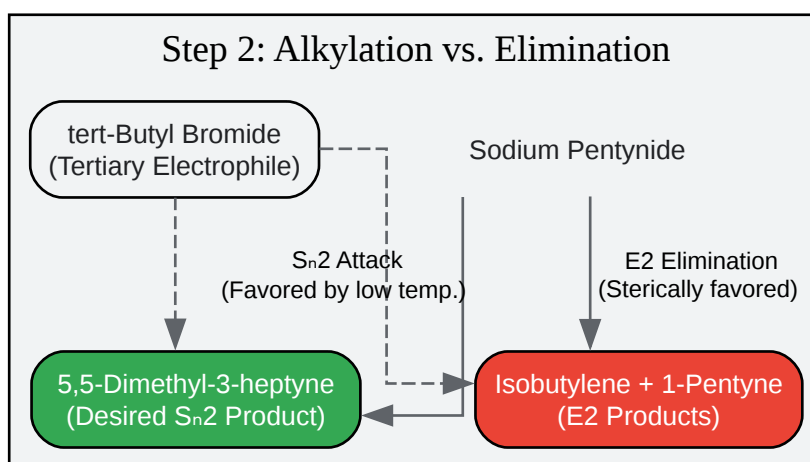 Step 2: Alkylation vs. Elimination
tert-Butyl Bromide
(Tertiary Electrophile)
Sodium Pentynide
Sₙ2 Attack
(Favored by low temp.)
E2 Elimination
(Sterically favored)
5,5-Dimethyl-3-heptyne
(Desired Sₙ2 Product)
Isobutylene + 1-Pentyne
(E2 Products)